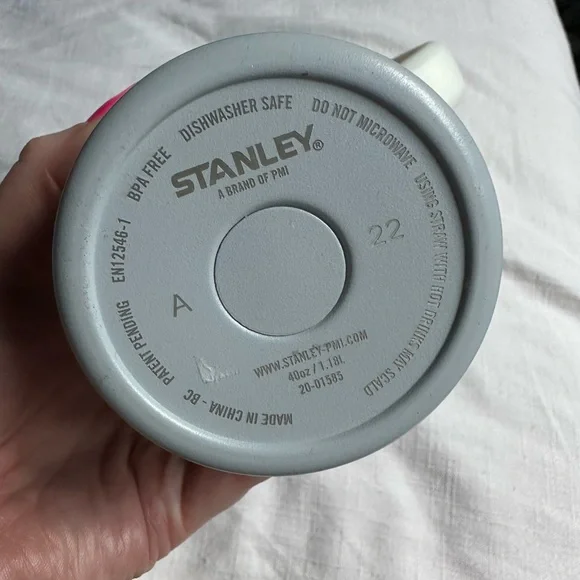 STANLEY®
A BRAND OF PMI
22
A
WWW.STANLEY-PMI.COM
40oz / 1.18L
20-01585
MADE IN CHINA - BC
PATENT PENDING
EN12546-1
BPA FREE
DISHWASHER SAFE
DO NOT MICROWAVE
USING STRAW WITH HOT DRINKS MAY SCALD